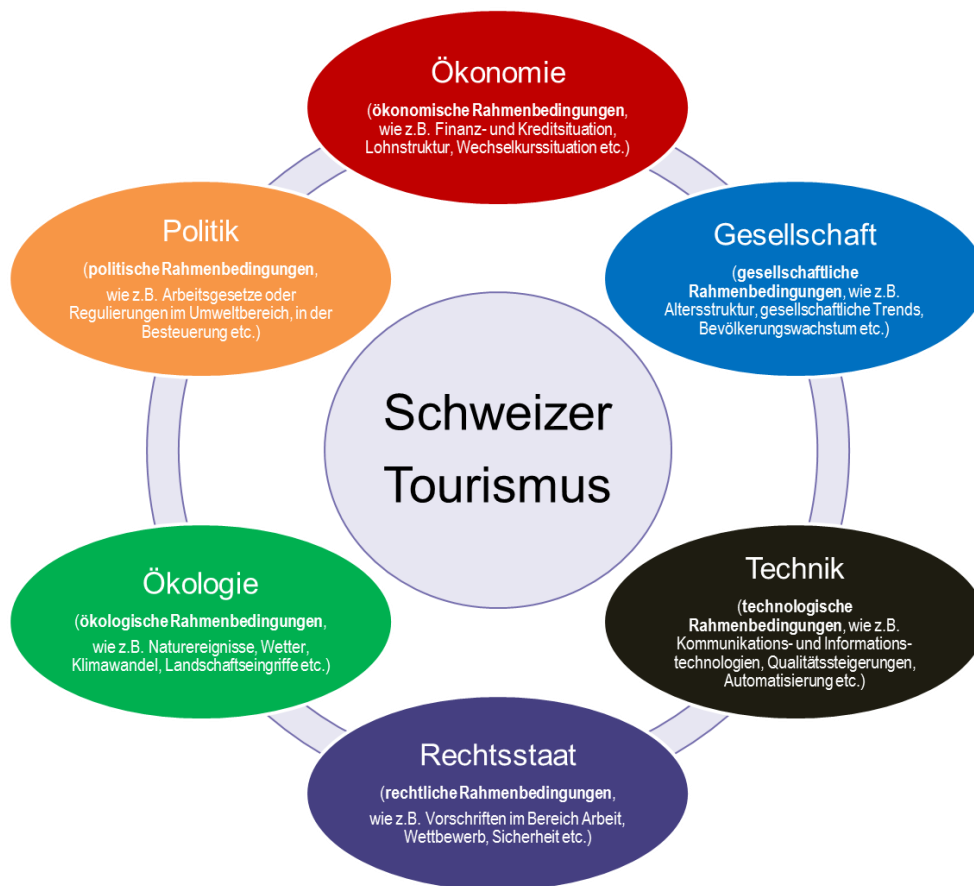 Ökonomie
(ökonomische Rahmenbedingungen,
wie z.B. Finanz- und Kreditsituation,
Lohnstruktur, Wechselkurssituation etc.)
Politik
(politische Rahmenbedingungen,
wie z.B. Arbeitsgesetze oder
Regulierungen im Umweltbereich, in der
Besteuerung etc.)
Gesellschaft
(gesellschaftliche
Rahmenbedingungen, wie z.B.
Altersstruktur, gesellschaftliche Trends,
Bevölkerungswachstum etc.)
Schweizer
Tourismus
Ökologie
(ökologische Rahmenbedingungen,
wie z.B. Naturereignisse, Wetter,
Klimawandel, Landschaftseingriffe etc.)
Technik
(technologische
Rahmenbedingungen, wie z.B.
Kommunikations- und Informations-
technologien, Qualitätssteigerungen,
Automatisierung etc.)
Rechtsstaat
(rechtliche Rahmenbedingungen,
wie z.B. Vorschriften im Bereich Arbeit,
Wettbewerb, Sicherheit etc.)